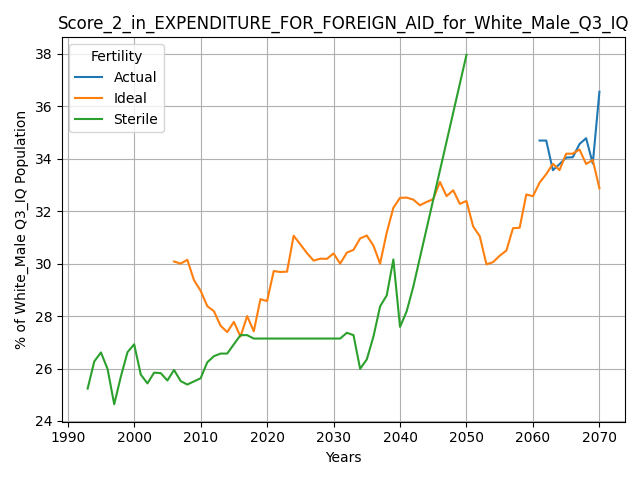 Score_2_in_EXPENDITURE_FOR_FOREIGN_AID_for_White_Male_Q3_IQ
Fertility
Actual
Ideal
Sterile
% of White_Male Q3_IQ Population
38
36
34
32
30
28
26
24
1990 2000 2010 2020 2030 2040 2050 2060 2070
Years